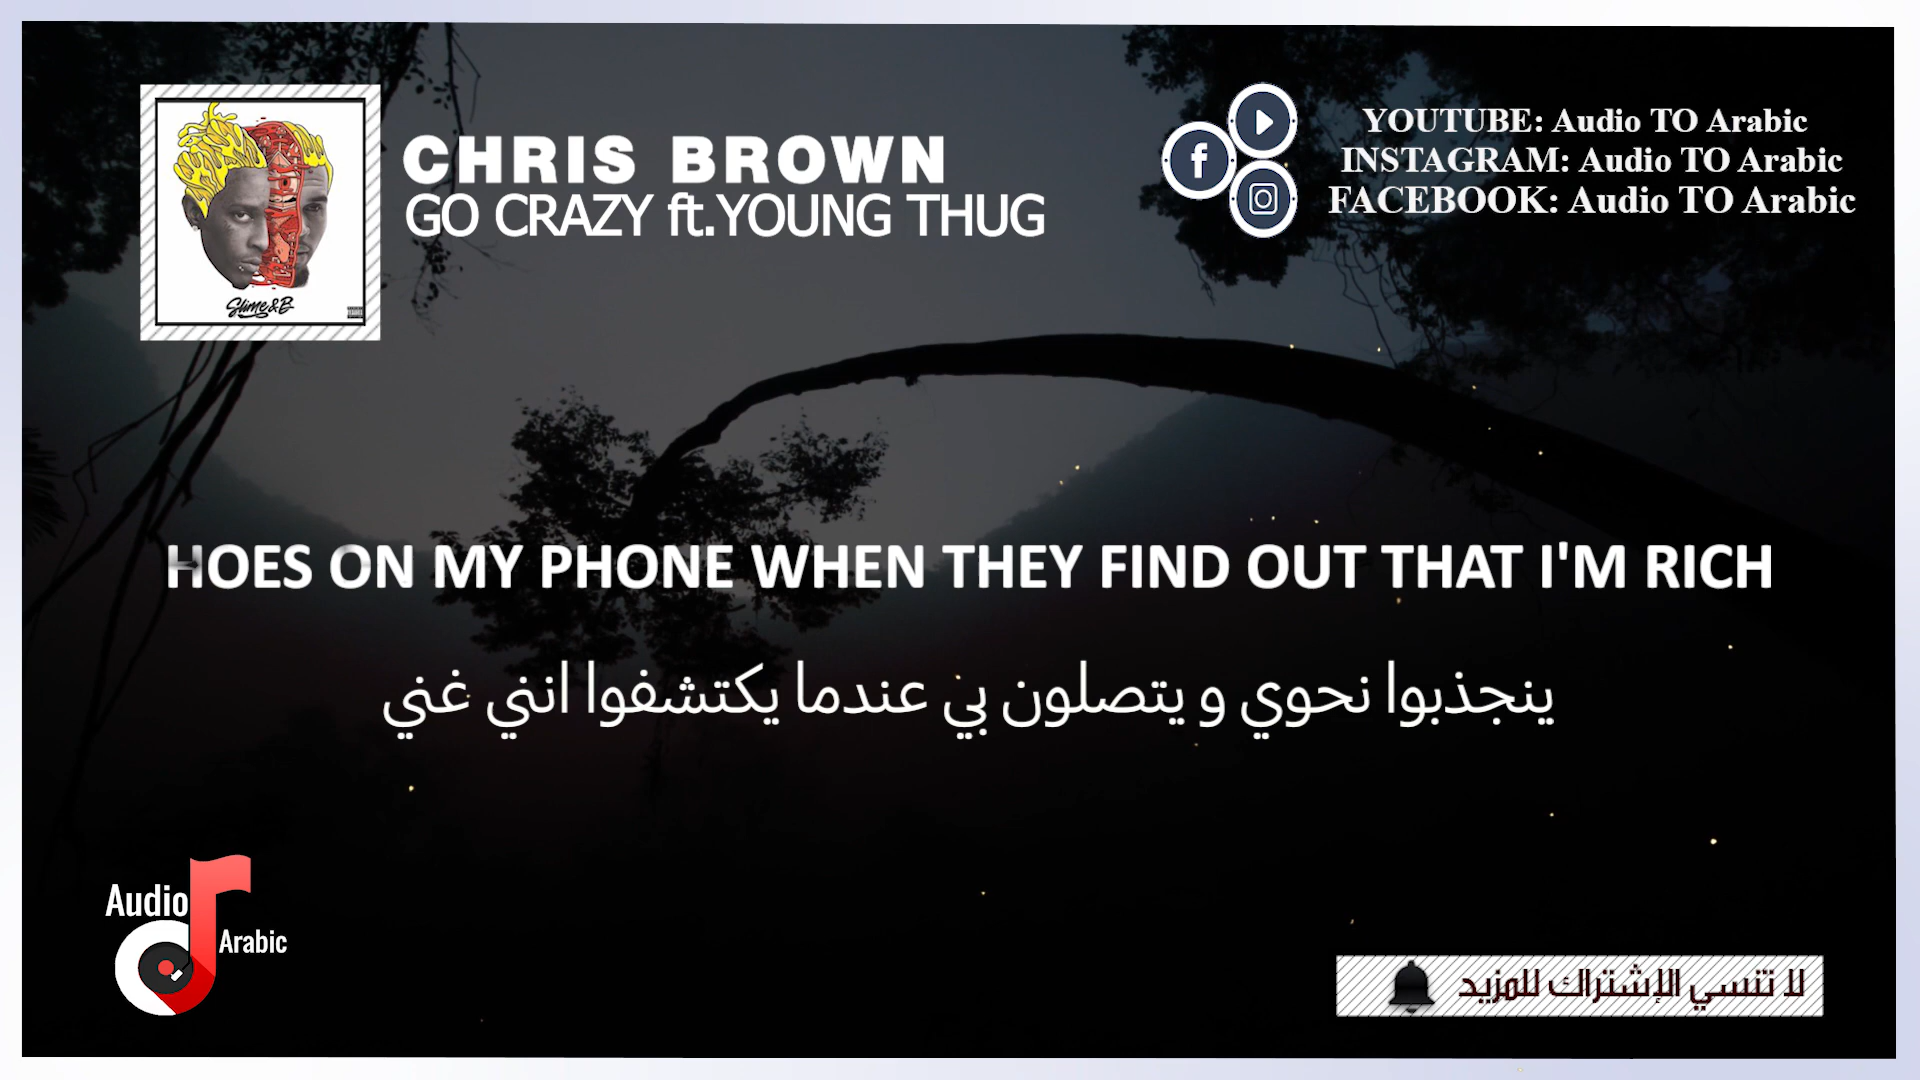 CHRIS BROWN
GO CRAZY ft.YOUNG THUG
Slime&B
YOUTUBE: Audio TO Arabic
INSTAGRAM: Audio TO Arabic
FACEBOOK: Audio TO Arabic
HOES ON MY PHONE WHEN THEY FIND OUT THAT I'M RICH
ينجذبوا نحوي و يتصلون بي عندما يكتشفوا انني غني
Audio
Arabic
لا تنسي الإشتراك للمزيد